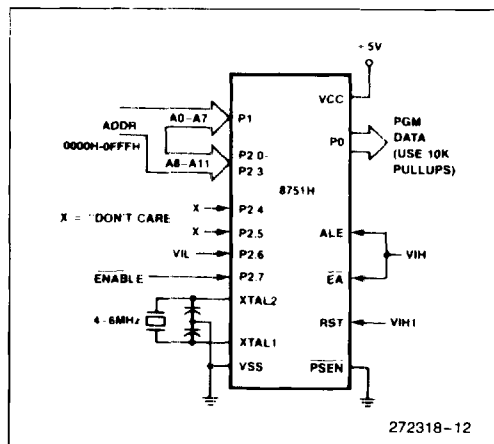 +5V
VCC
A0-A7
P1
ADDR
0000H-0FFFH
P2.0-
P2.3
A8-A11
P0
PGM
DATA
(USE 10K
PULLUPS)
8751H
X = "DON'T CARE
X
P2.4
X
P2.5
VIL
P2.6
ENABLE
P2.7
ALE
VIH
EA
XTAL2
4-6MHz
XTAL1
RST
VIH1
VSS
PSEN
272318-12